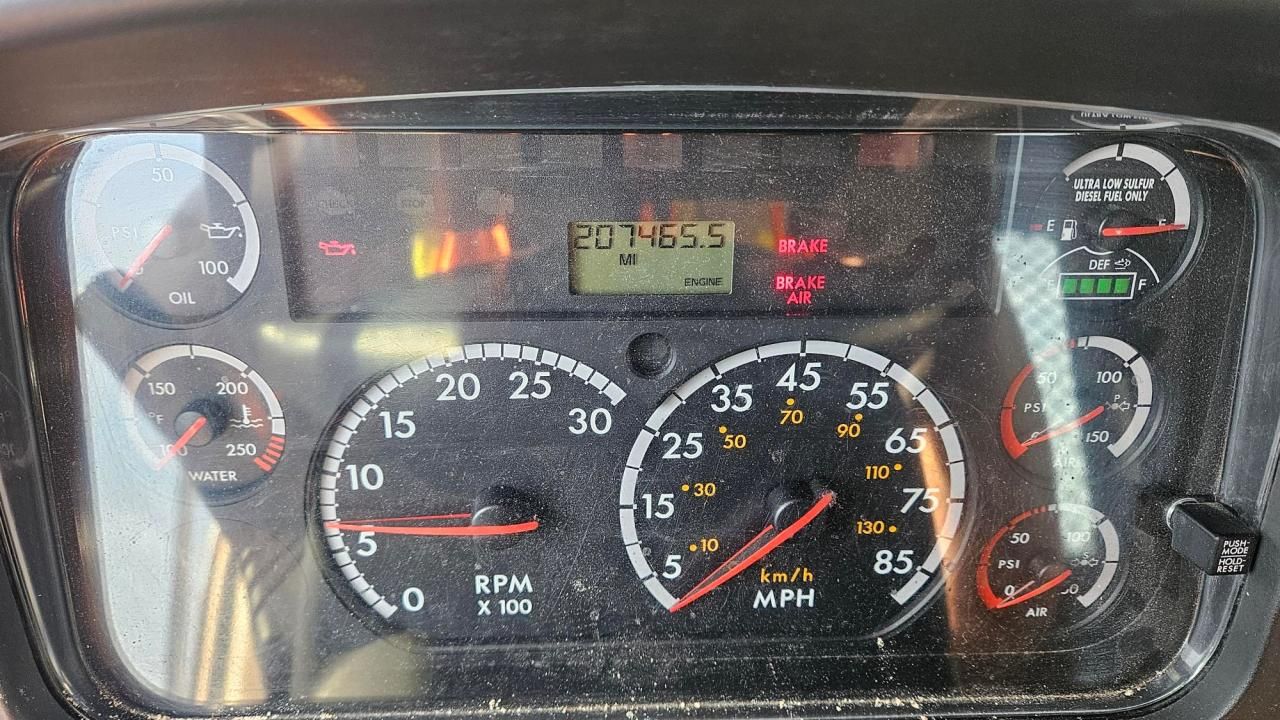 50
PSI
100
OIL
150
200
°F
100
250
WATER
207465.5
MI
ENGINE
BRAKE
BRAKE
AIR
ULTRA LOW SULFUR
DIESEL FUEL ONLY
E
F
DEF
E
F
0
5
10
15
20
25
30
RPM
X 100
5
15
25
35
45
55
65
75
85
10
30
50
70
90
110
130
km/h
MPH
50
100
PSI
P
150
AIR
50
100
PSI
S
0
AIR
PUSH-
MODE
HOLD-
RESET